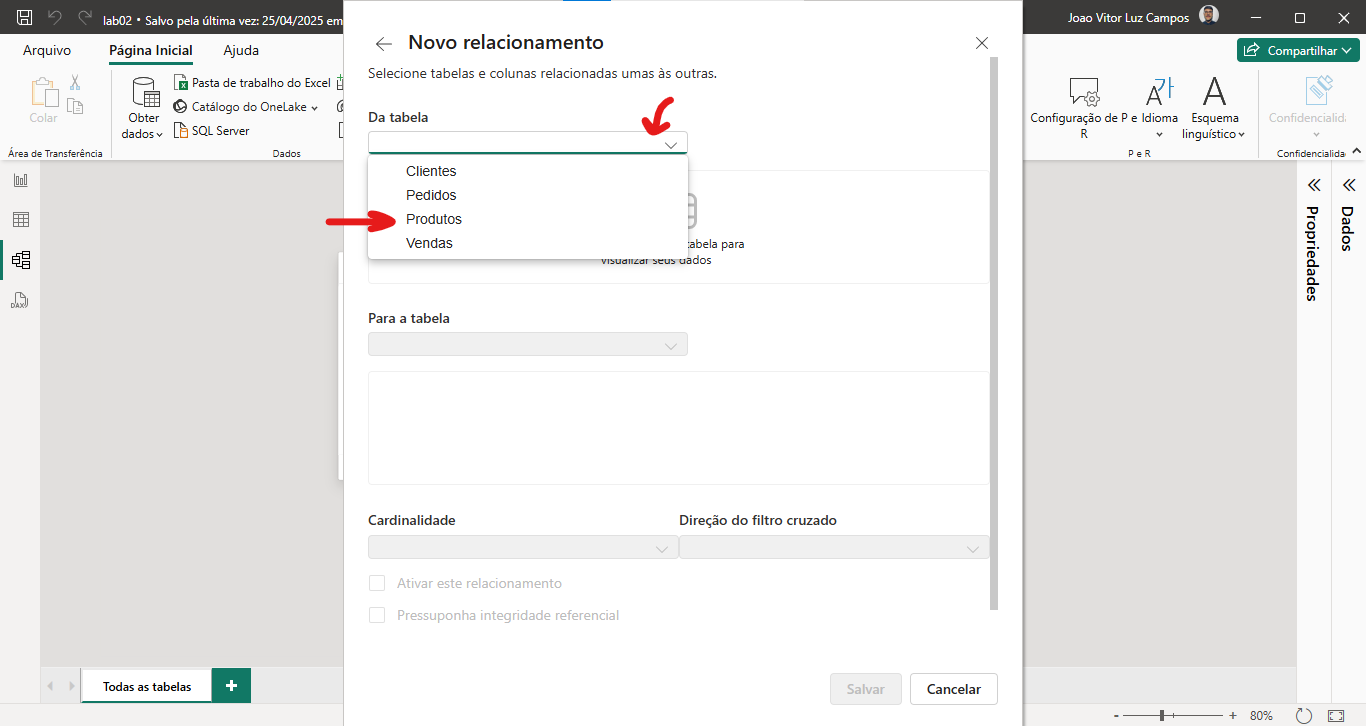 lab02 • Salvo pela última vez: 25/04/2025 em
Joao Vitor Luz Campos
Arquivo
Página Inicial
Ajuda
Compartilhar
Colar
Obter
dados
Pasta de trabalho do Excel
Catálogo do OneLake
SQL Server
Área de Transferência
Dados
Configuração de P e
R
Idioma
Esquema
linguístico
P e R
Confidencialida
Novo relacionamento
Selecione tabelas e colunas relacionadas umas às outras.
Da tabela
Clientes
Pedidos
Produtos
Vendas
tabela para
visualizar seus dados
Para a tabela
Cardinalidade
Direção do filtro cruzado
Ativar este relacionamento
Pressuponha integridade referencial
Salvar
Cancelar
Propriedades
Dados
DAX
Todas as tabelas
+
- + 80%